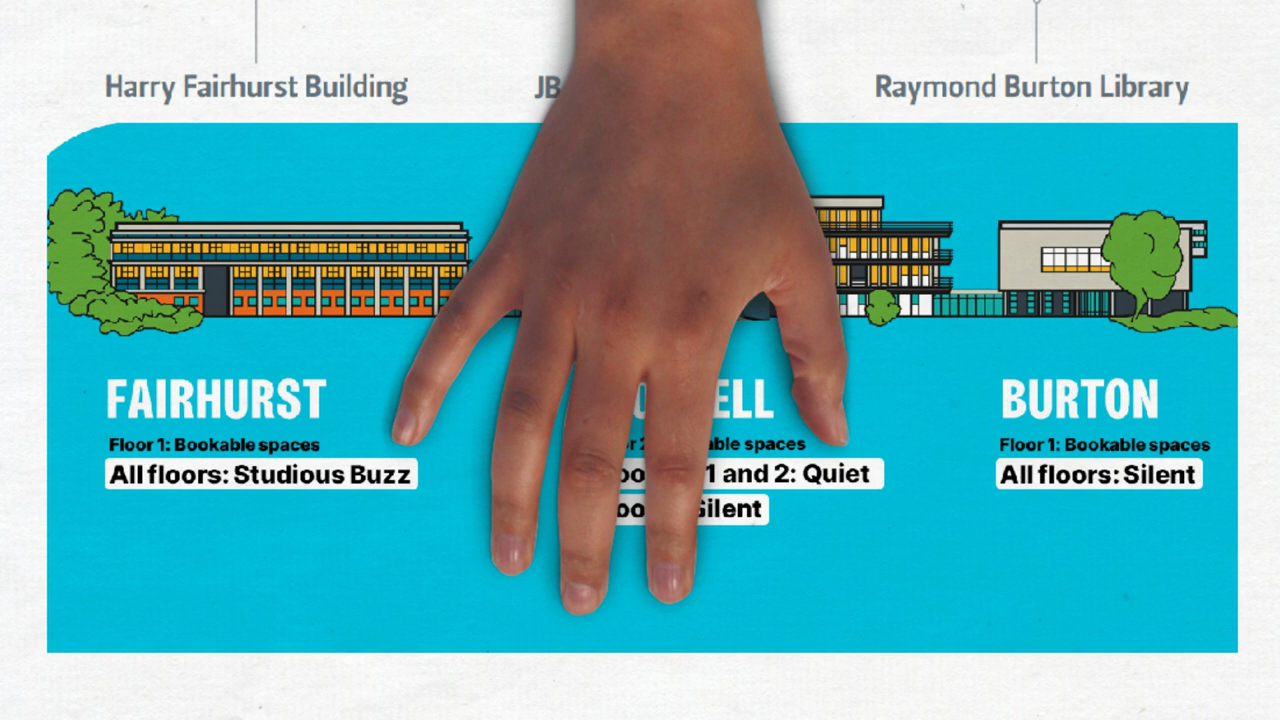 Harry Fairhurst Building
JB
Raymond Burton Library
FAIRHURST
ELL
BURTON
Floor 1: Bookable spaces
spaces
Floor 1: Bookable spaces
All floors: Studious Buzz
1 and 2: Quiet
All floors: Silent
Silent